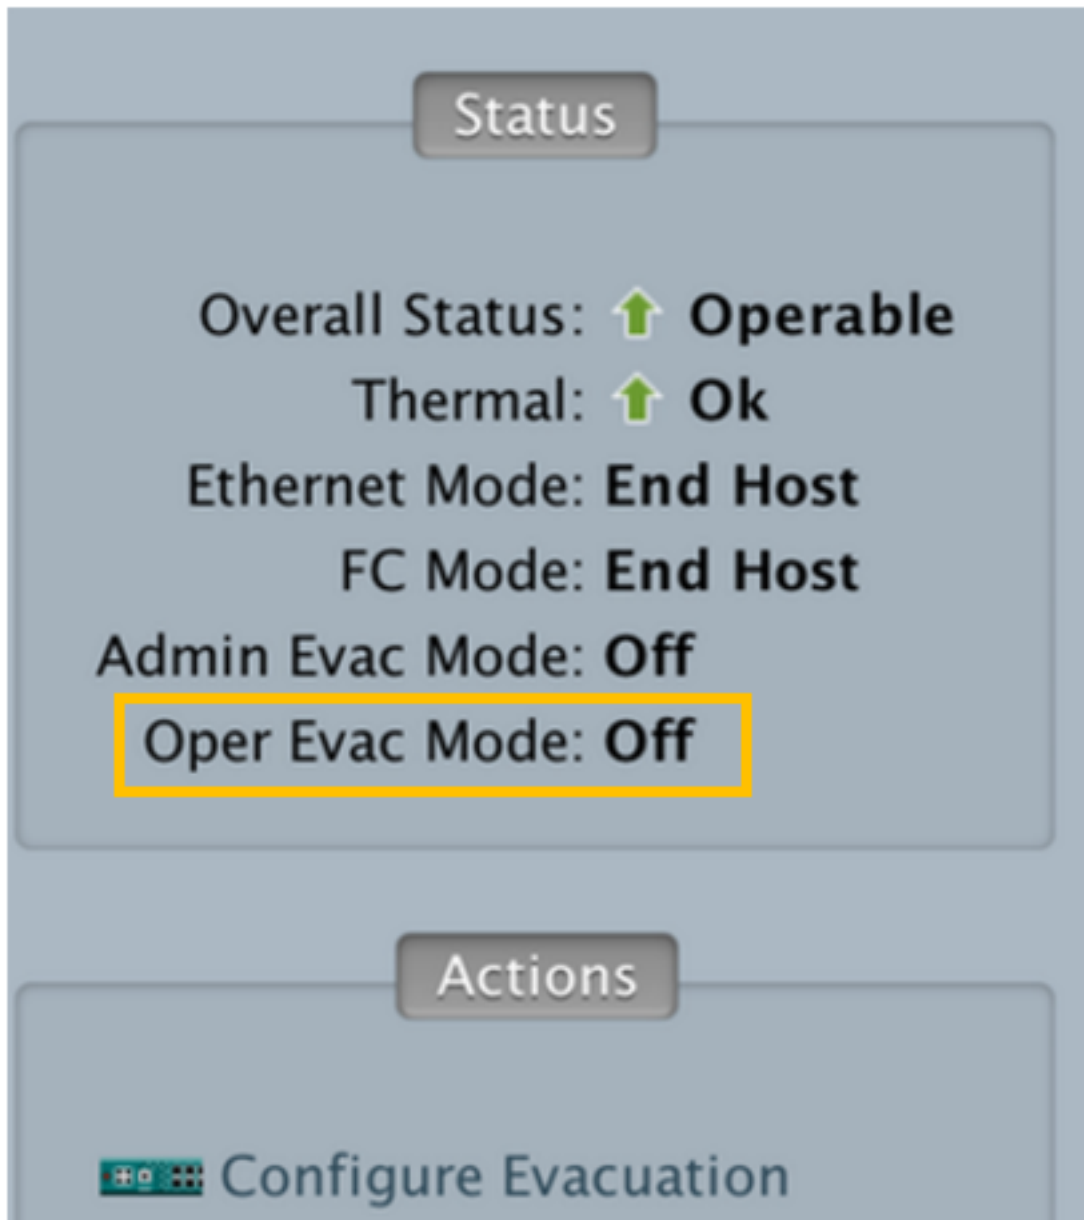 Status
Overall Status: Operable
Thermal: Ok
Ethernet Mode: End Host
FC Mode: End Host
Admin Evac Mode: Off
Oper Evac Mode: Off
Actions
Configure Evacuation